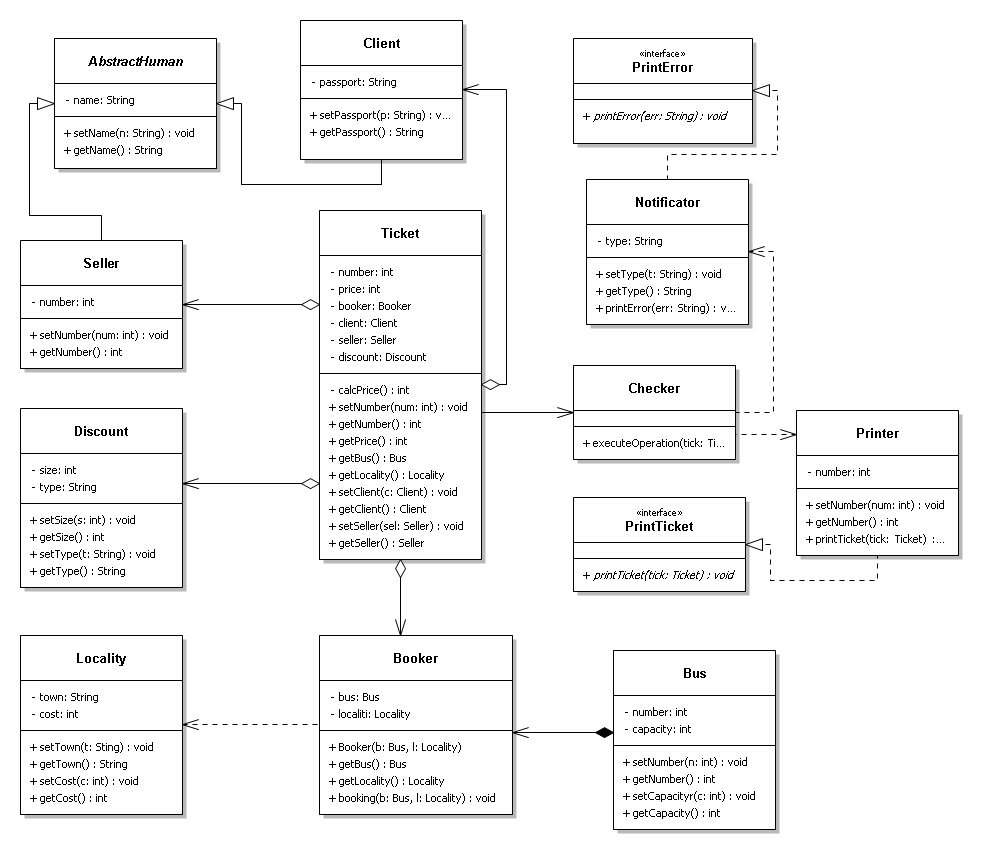 AbstractHuman
- name: String
+ setName(n: String) : void
+ getName() : String
Client
- passport: String
+ setPassport(p: String) : v...
+ getPassport() : String
«interface»
PrintError
+ printError(err: String) : void
Notificator
- type: String
+ setType(t: String) : void
+ getType() : String
+ printError(err: String) : v...
Seller
- number: int
+ setNumber(num: int) : void
+ getNumber() : int
Ticket
- number: int
- price: int
- booker: Booker
- client: Client
- seller: Seller
- discount: Discount
- calcPrice() : int
+ setNumber(num: int) : void
+ getNumber() : int
+ getPrice() : int
+ getBus() : Bus
+ getLocality() : Locality
+ setClient(c: Client) : void
+ getClient() : Client
+ setSeller(sel: Seller) : void
+ getSeller() : Seller
Checker
+ executeOperation(tick: Ti...
Printer
- number: int
+ setNumber(num: int) : void
+ getNumber() : int
+ printTicket(tick: Ticket) : ...
Discount
- size: int
- type: String
+ setSize(s: int) : void
+ getSize() : int
+ setType(t: String) : void
+ getType() : String
«interface»
PrintTicket
+ printTicket(tick: Ticket) : void
Locality
- town: String
- cost: int
+ setTown(t: Sting) : void
+ getTown() : String
+ setCost(c: int) : void
+ getCost() : int
Booker
- bus: Bus
- localiti: Locality
+ Booker(b: Bus, l: Locality)
+ getBus() : Bus
+ getLocality() : Locality
+ booking(b: Bus, l: Locality) : void
Bus
- number: int
- capacity: int
+ setNumber(n: int) : void
+ getNumber() : int
+ setCapacityr(c: int) : void
+ getCapacity() : int